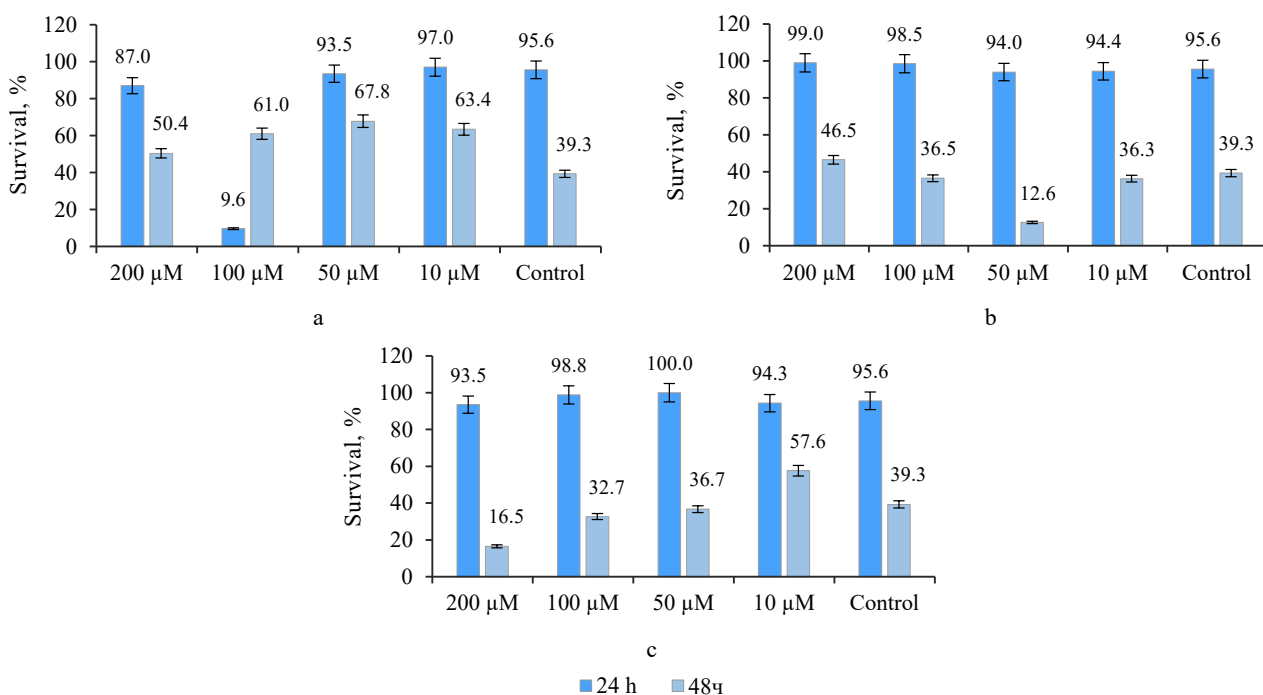 120
100
80
60
40
20
0
Survival, %
87.0 50.4 9.6 61.0 93.5 67.8 97.0 63.4 95.6 39.3
200 µM 100 µM 50 µM 10 µM Control
a
120
100
80
60
40
20
0
Survival, %
99.0 46.5 98.5 36.5 94.0 12.6 94.4 36.3 95.6 39.3
200 µM 100 µM 50 µM 10 µM Control
b
120
100
80
60
40
20
0
Survival, %
93.5 16.5 98.8 32.7 100.0 36.7 94.3 57.6 95.6 39.3
200 µM 100 µM 50 µM 10 µM Control
c
24 h 48ч